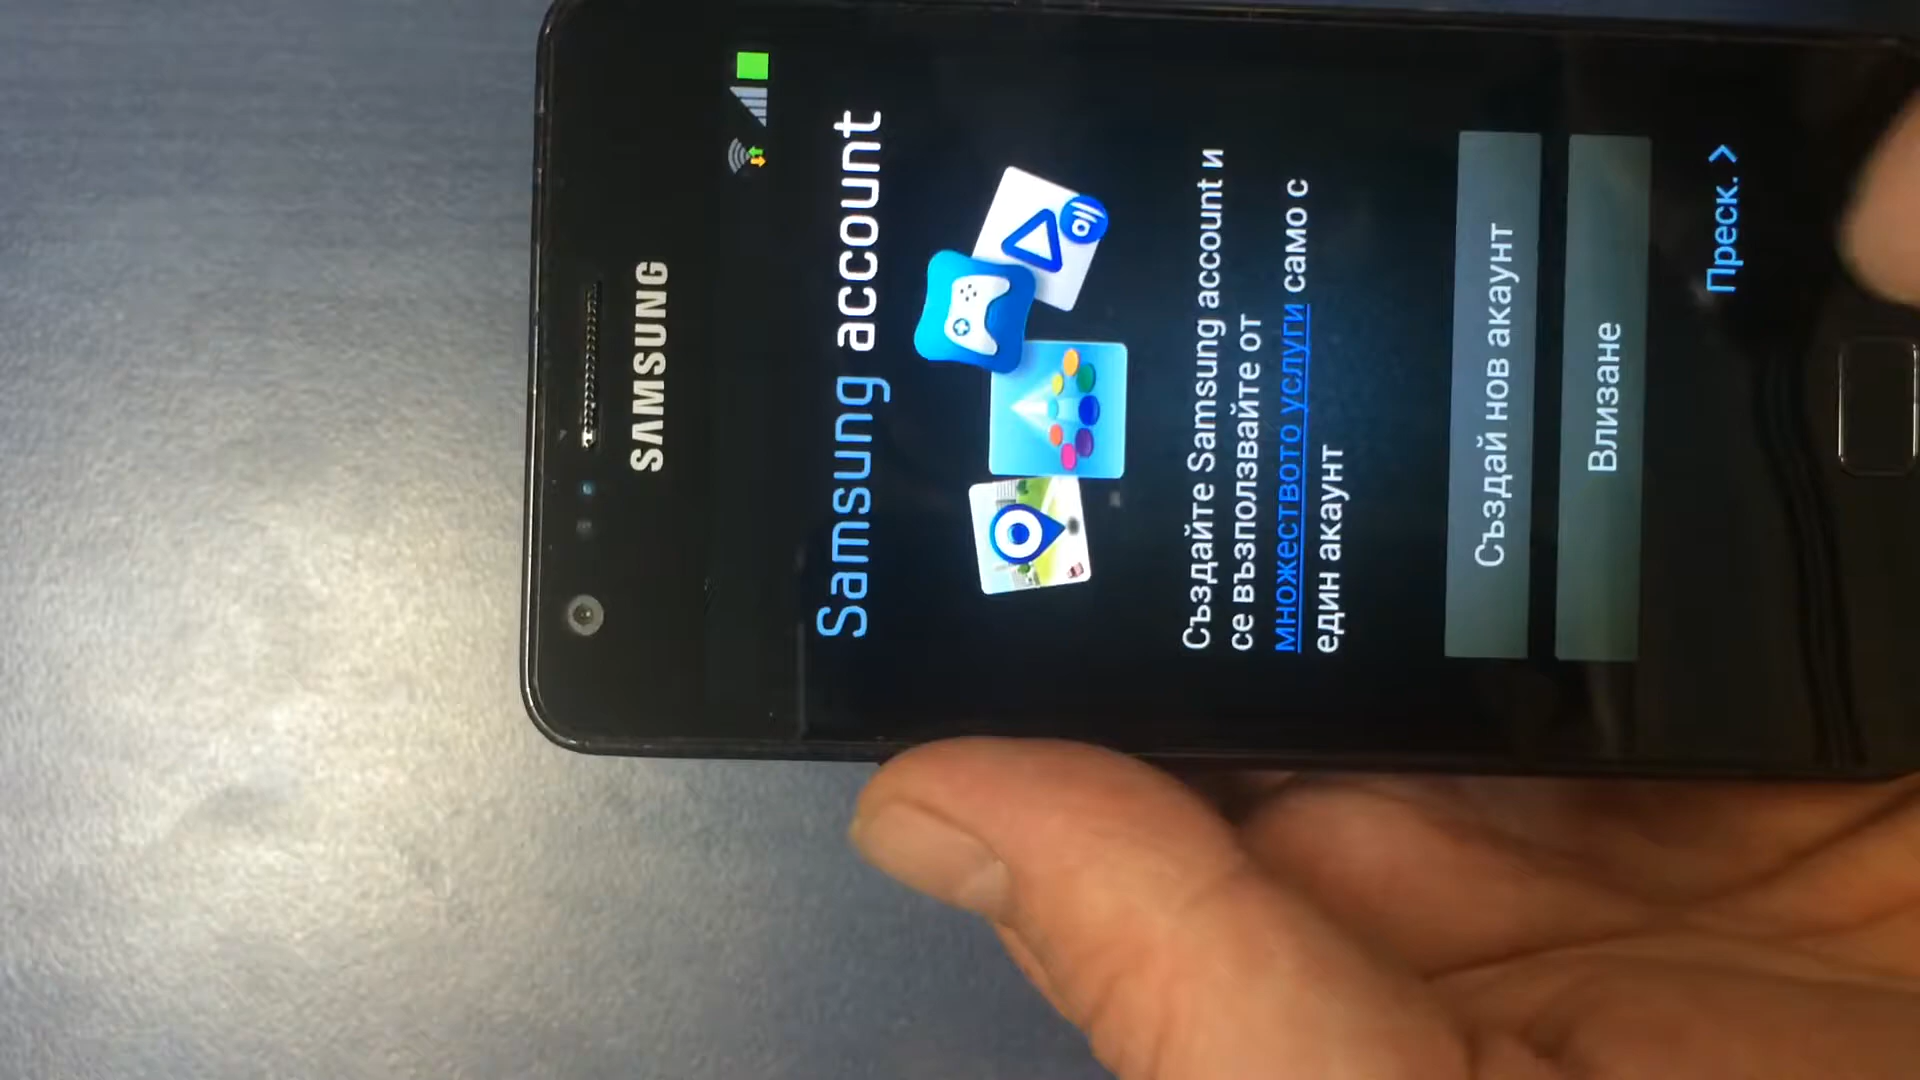 SAMSUNG
Samsung account
Създайте Samsung account и
се възползвайте от
множеството услуги само с
един акаунт
Създай нов акаунт
Влизане
Преск. >